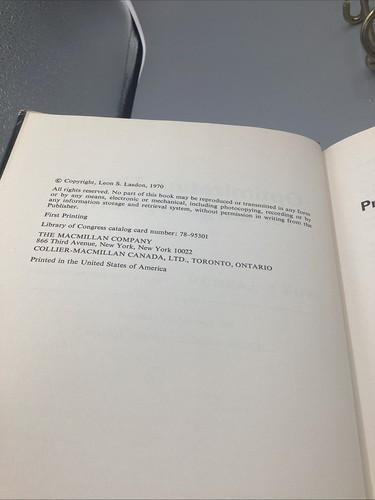 © Copyright, Leon S. Lasdon, 1970
All rights reserved. No part of this book may be reproduced or transmitted in any form
or by any means, electronic or mechanical, including photocopying, recording or by
any information storage and retrieval system, without permission in writing from the
Publisher.
First Printing
Library of Congress catalog card number: 78-95301
THE MACMILLAN COMPANY
866 Third Avenue, New York, New York 10022
COLLIER-MACMILLAN CANADA, LTD., TORONTO, ONTARIO
Printed in the United States of America